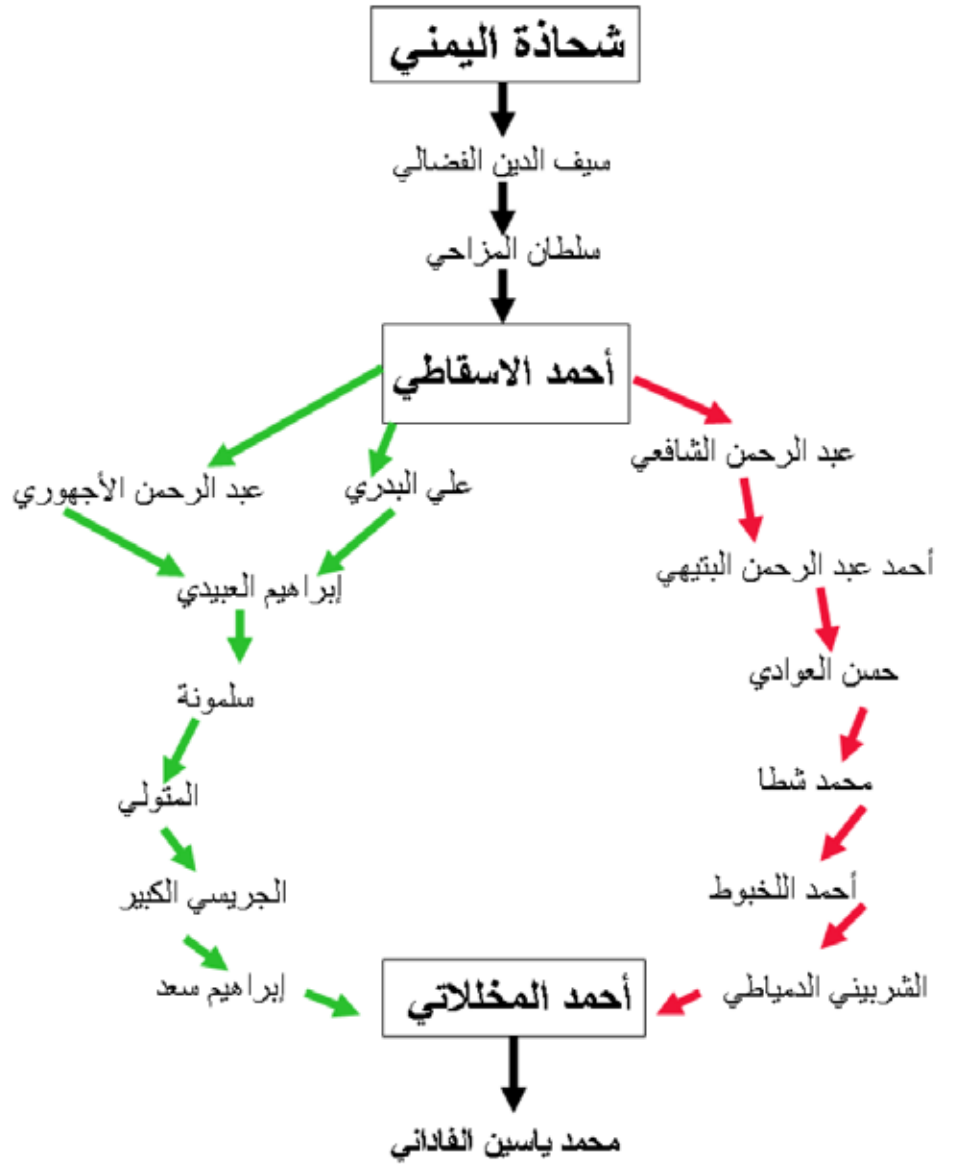 شحاذة اليمني
سيف الدين الفضالي
سلطان المزاحي
أحمد الاسقاطي
عبد الرحمن الشافعي
علي البدري
عبد الرحمن الأجهوري
أحمد عبد الرحمن البتيهي
إبراهيم العبيدي
حسن العوادي
سلمونة
محمد شطا
المتولي
أحمد اللخبوط
الجريسي الكبير
الشربيني الدمياطي
إبراهيم سعد
أحمد المخللاتي
محمد ياسين الفاداني